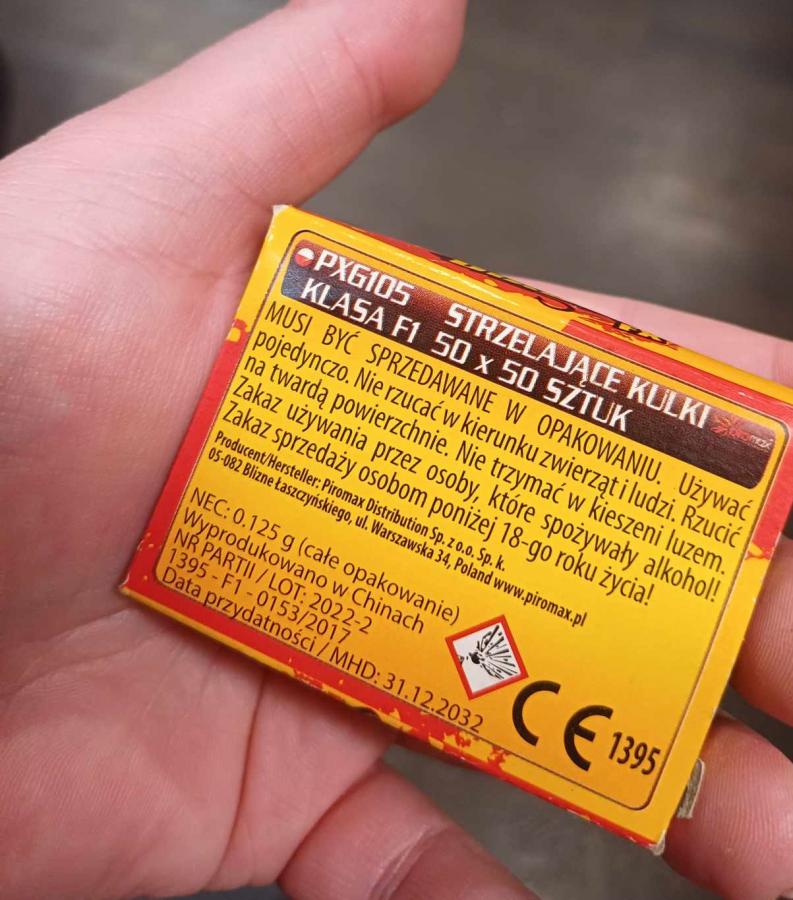 PXG105 STRZELAJĄCE KULKI
KLASA F1 50 x 50 SZTUK
MUSI BYĆ SPRZEDAWANE W OPAKOWANIU. Używać
pojedynczo. Nie rzucać w kierunku zwierząt i ludzi. Rzucić
na twardą powierzchnie. Nie trzymać w kieszeni luzem.
Zakaz używania przez osoby, które spożywały alkohol!
Zakaz sprzedaży osobom poniżej 18-go roku życia!
Producent/Hersteller: Piromax Distribution Sp. z o.o. Sp. k.
05-082 Blizne Łaszczyńskiego, ul. Warszawska 34, Poland www.piromax.pl
NEC: 0.125 g (całe opakowanie)
Wyprodukowano w Chinach
NR PARTII / LOT: 2022-2
1395 - F1 - 0153/2017
Data przydatności / MHD: 31.12.2032
CE 1395